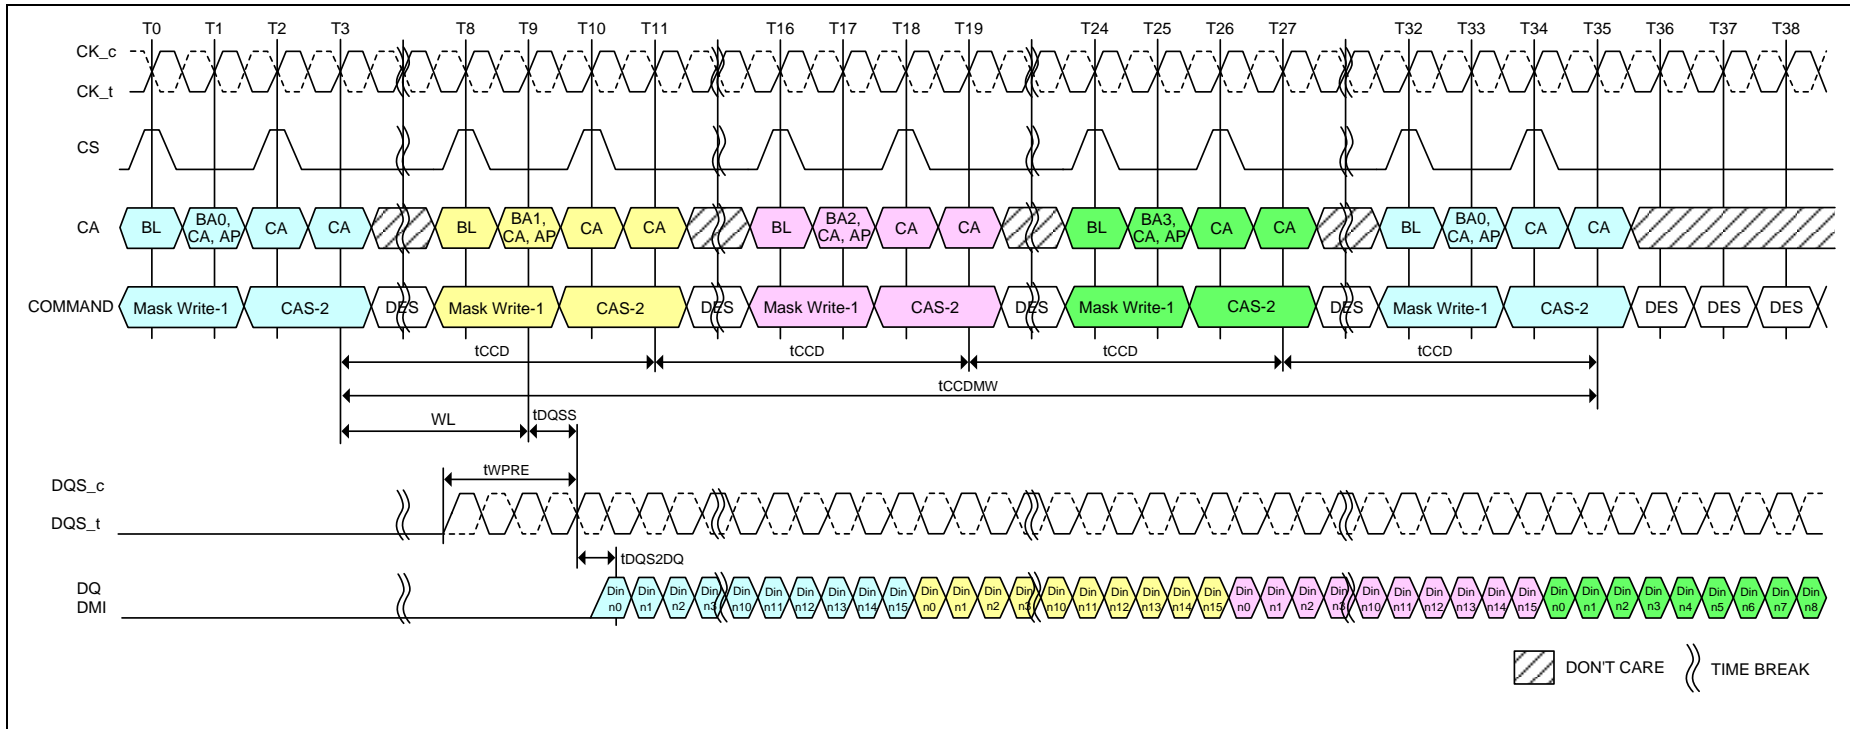 T0 T1 T2 T3 T8 T9 T10 T11 T16 T17 T18 T19 T24 T25 T26 T27 T32 T33 T34 T35 T36 T37 T38
CK_c
CK_t
CS
CA BL BA0, CA, AP CA CA BL BA1, CA, AP CA CA BL BA2, CA, AP CA CA BL BA3, CA, AP CA CA BL BA0, CA, AP CA CA
COMMAND Mask Write-1 CAS-2 DES Mask Write-1 CAS-2 DES Mask Write-1 CAS-2 DES Mask Write-1 CAS-2 DES Mask Write-1 CAS-2 DES DES DES
tCCD tCCD tCCD tCCD
tCCDMW
WL tDQSS
tWPRE
DQS_c
DQS_t
tDQS2DQ
DQ Din Din Din Din Din Din Din Din Din Din Din Din Din Din Din Din Din Din Din Din Din Din Din Din Din Din Din Din Din Din Din Din Din Din Din Din Din Din Din
DMI n0 n1 n2 n3 n10 n11 n12 n13 n14 n15 n0 n1 n2 n3 n10 n11 n12 n13 n14 n15 n0 n1 n2 n3 n10 n11 n12 n13 n14 n15 n0 n1 n2 n3 n4 n5 n6 n7 n8
DON'T CARE TIME BREAK